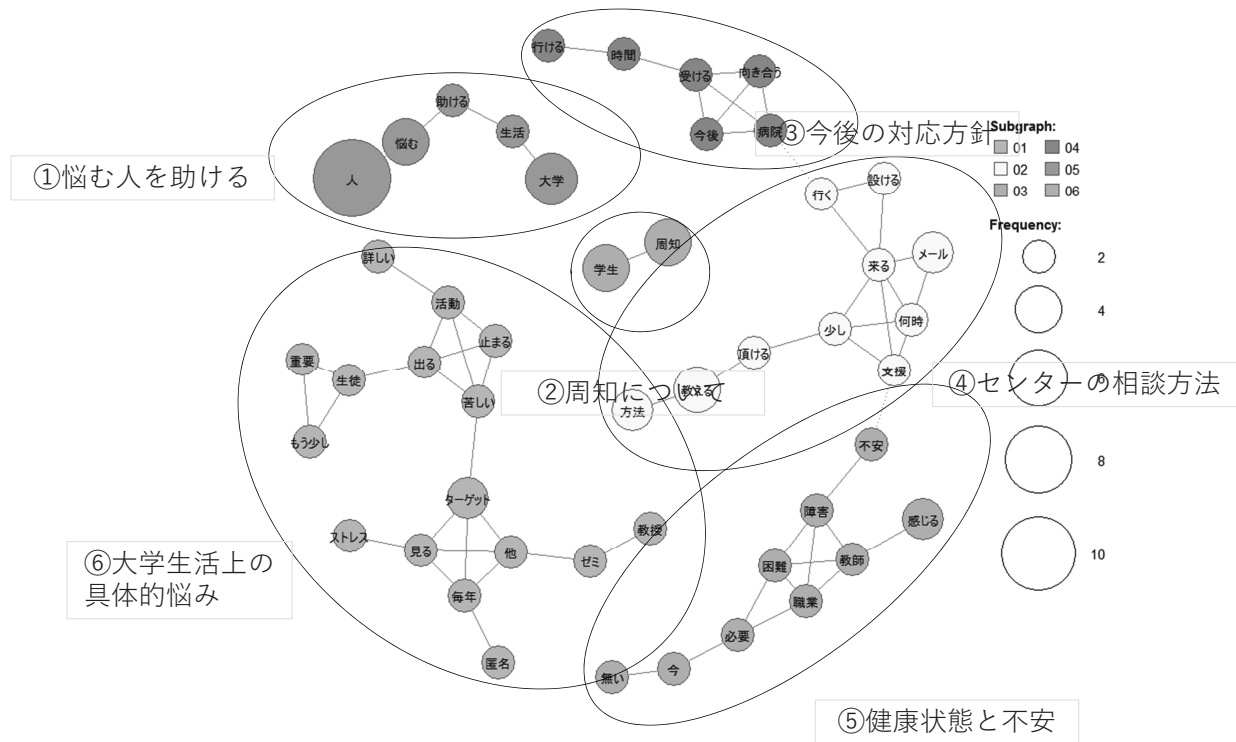 行ける
時間
受ける
向き合う
今後
病院
③今後の対応方針
助ける
悩む
生活
人
大学
①悩む人を助ける
Subgraph:
01
04
02
05
03
06
Frequency:
2
4
6
8
10
行く
設ける
来る
メール
少し
何時
頂ける
支援
教える
方法
④センターの相談方法
周知
学生
②周知について
詳しい
活動
止まる
出る
重要
生徒
苦しい
もう少し
ターゲット
ストレス
見る
他
教授
ゼミ
毎年
匿名
⑥大学生活上の
具体的悩み
不安
障害
感じる
困難
教師
職業
必要
今
無い
⑤健康状態と不安